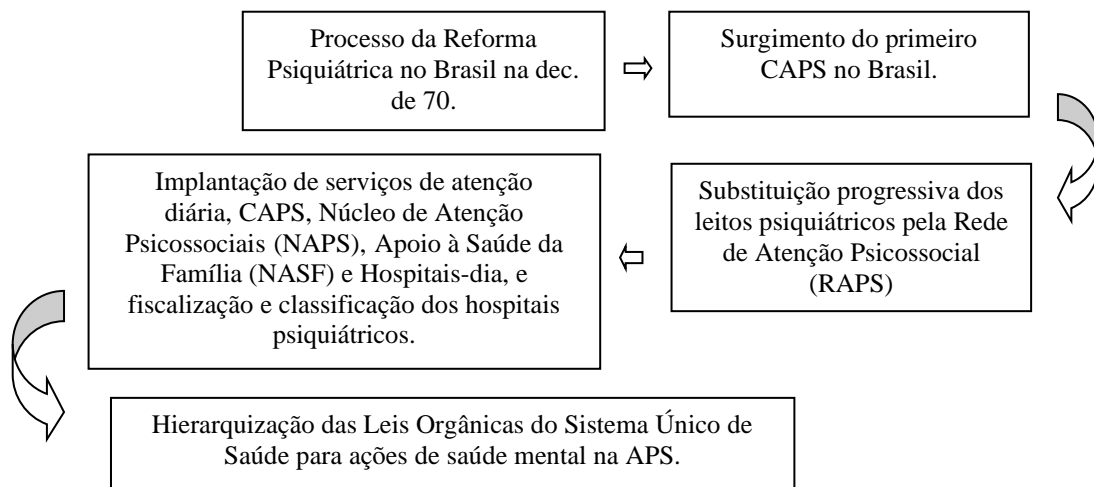 Processo da Reforma
Psiquiátrica no Brasil na dec.
de 70.
Surgimento do primeiro
CAPS no Brasil.
Substituição progressiva dos
leitos psiquiátricos pela Rede
de Atenção Psicossocial
(RAPS)
Implantação de serviços de atenção
diária, CAPS, Núcleo de Atenção
Psicossociais (NAPS), Apoio à Saúde da
Família (NASF) e Hospitais-dia, e
fiscalização e classificação dos hospitais
psiquiátricos.
Hierarquização das Leis Orgânicas do Sistema Único de
Saúde para ações de saúde mental na APS.